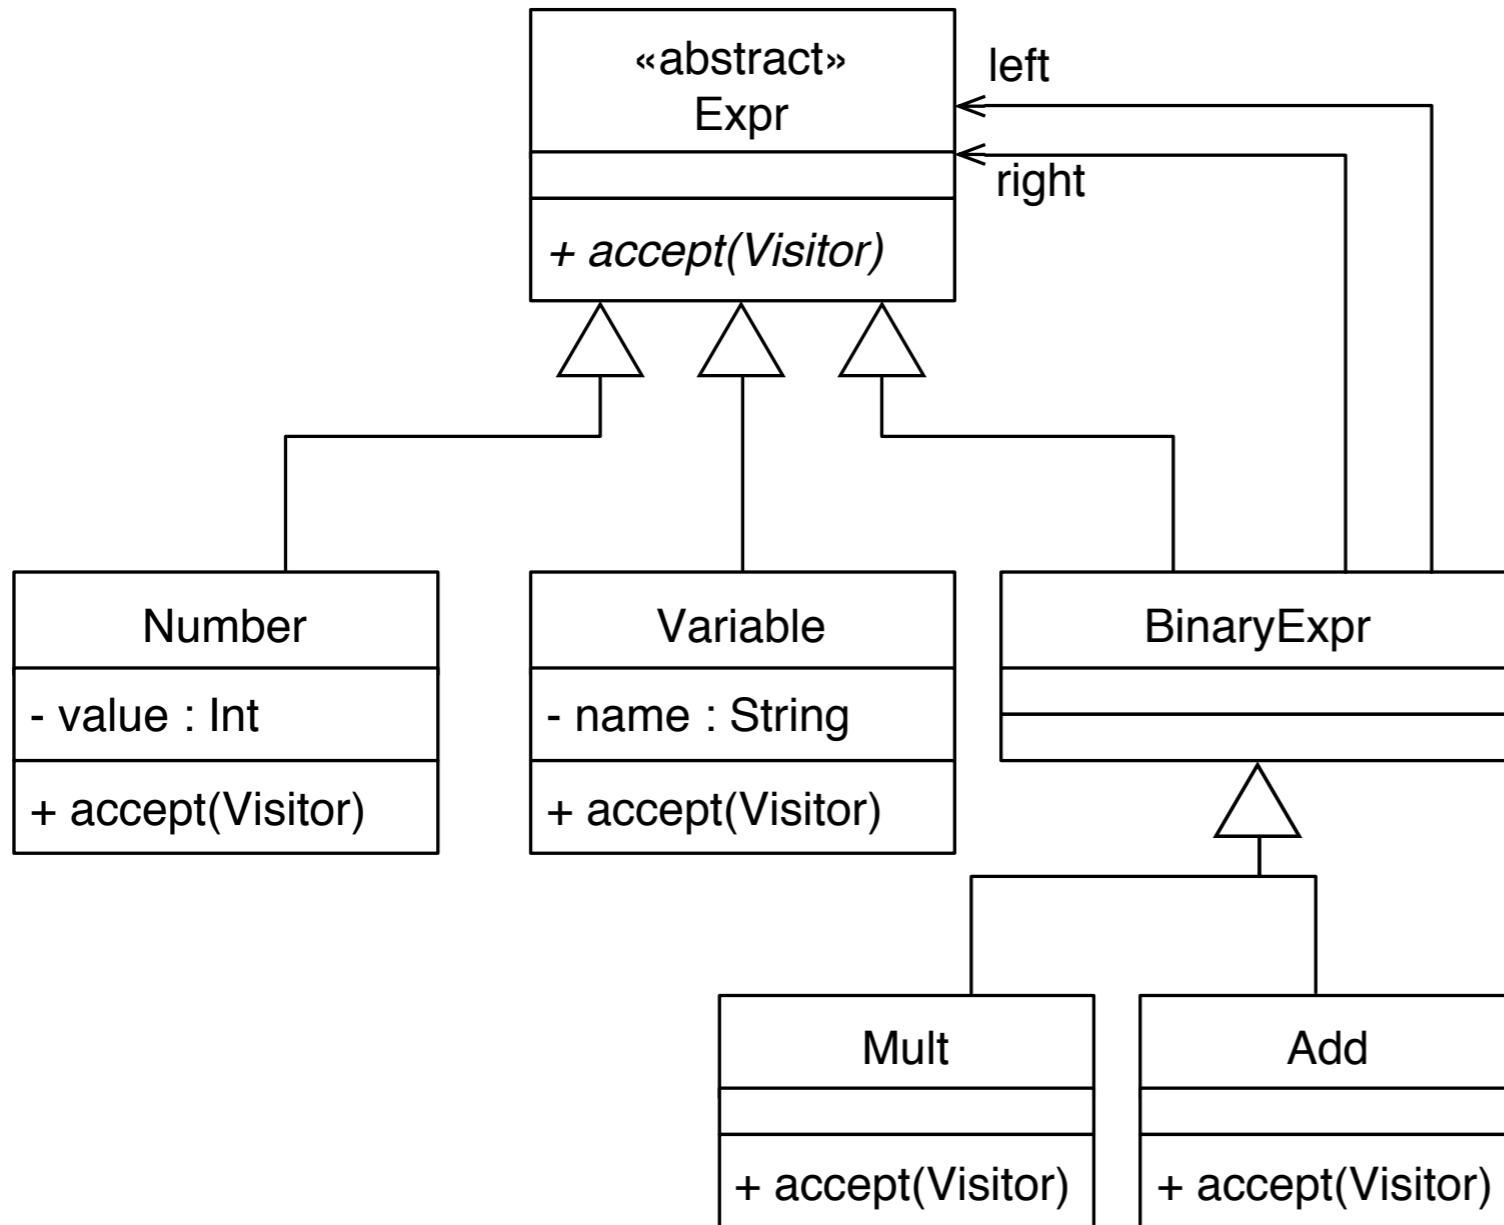 «abstract»
Expr
left
right
+ accept(Visitor)
Number
- value : Int
+ accept(Visitor)
Variable
- name : String
+ accept(Visitor)
BinaryExpr
Mult
+ accept(Visitor)
Add
+ accept(Visitor)